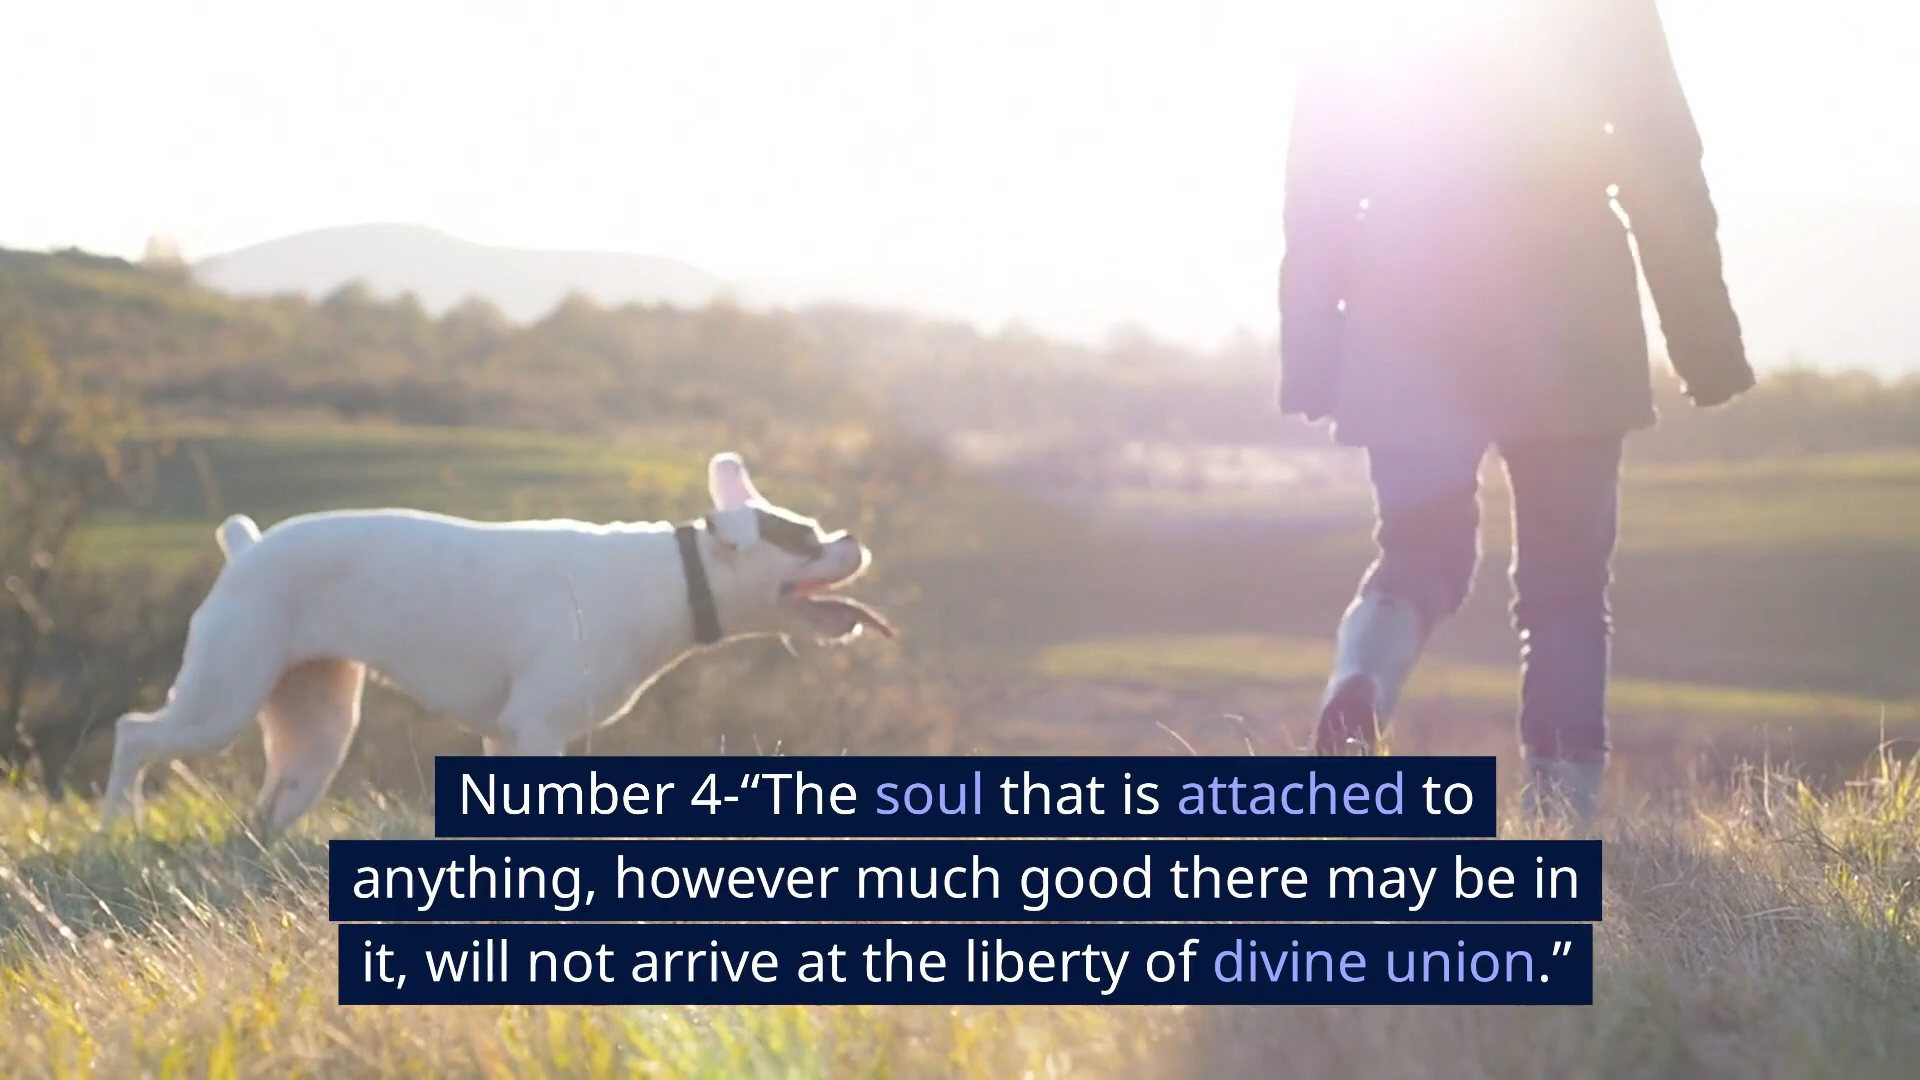 Number 4-“The soul that is attached to
anything, however much good there may be in
it, will not arrive at the liberty of divine union.”